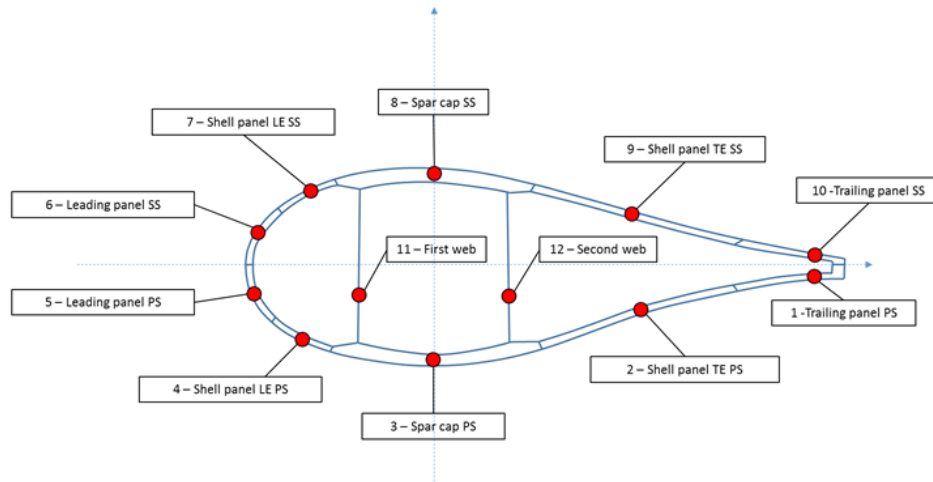 8 – Spar cap SS
7 – Shell panel LE SS
9 – Shell panel TE SS
10 -Trailing panel SS
6 – Leading panel SS
11 – First web
12 – Second web
5 – Leading panel PS
1 -Trailing panel PS
4 – Shell panel LE PS
2 – Shell panel TE PS
3 – Spar cap PS